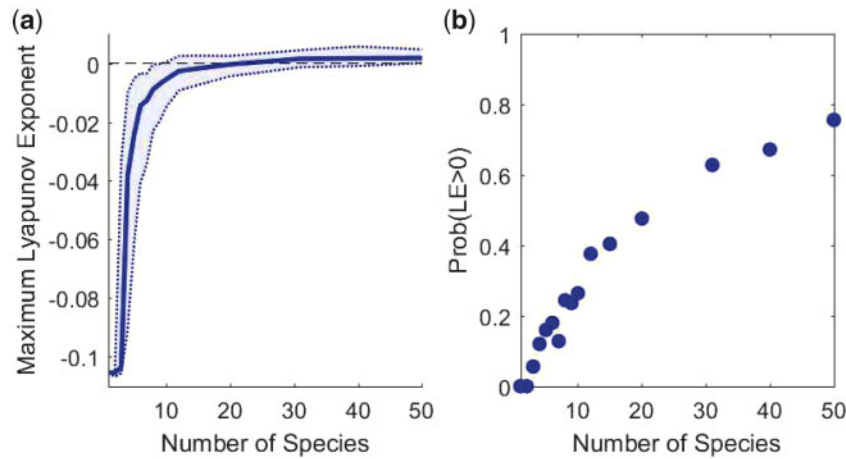 (a)
Maximum Lyapunov Exponent
0
-0.02
-0.04
-0.06
-0.08
-0.1
10 20 30 40 50
Number of Species
(b)
Prob(LE>0)
1
0.8
0.6
0.4
0.2
0
10 20 30 40 50
Number of Species